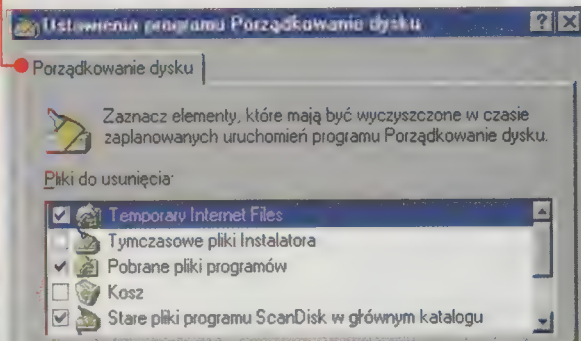 Ustawienia programu Porządkowanie dysku
Porządkowanie dysku
Zaznacz elementy, które mają być wyczyszczone w czasie
zaplanowanych uruchomień programu Porządkowanie dysku.
Pliki do usunięcia:
Temporary Internet Files
Tymczasowe pliki Instalatora
Pobrane pliki programów
Kosz
Stare pliki programu ScanDisk w głównym katalogu